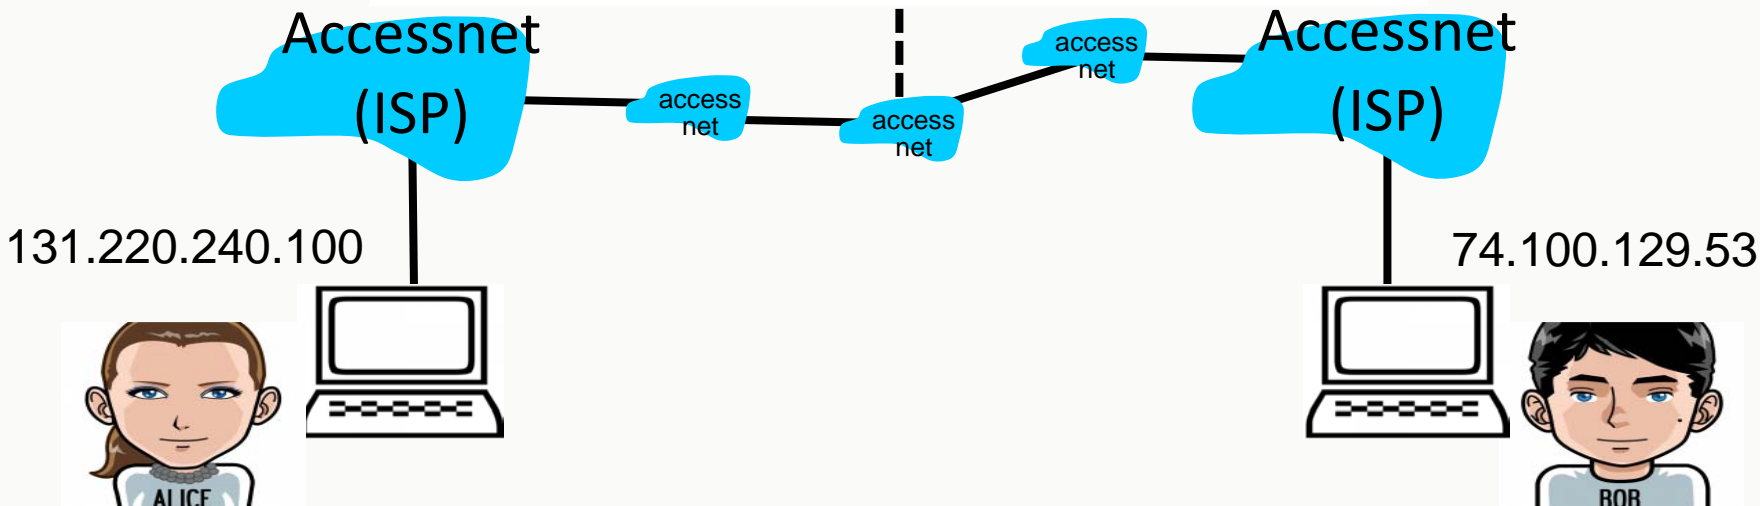 Accessnet
(ISP)
access
net
access
net
access
net
Accessnet
(ISP)
131.220.240.100
74.100.129.53
ALICE
BOB